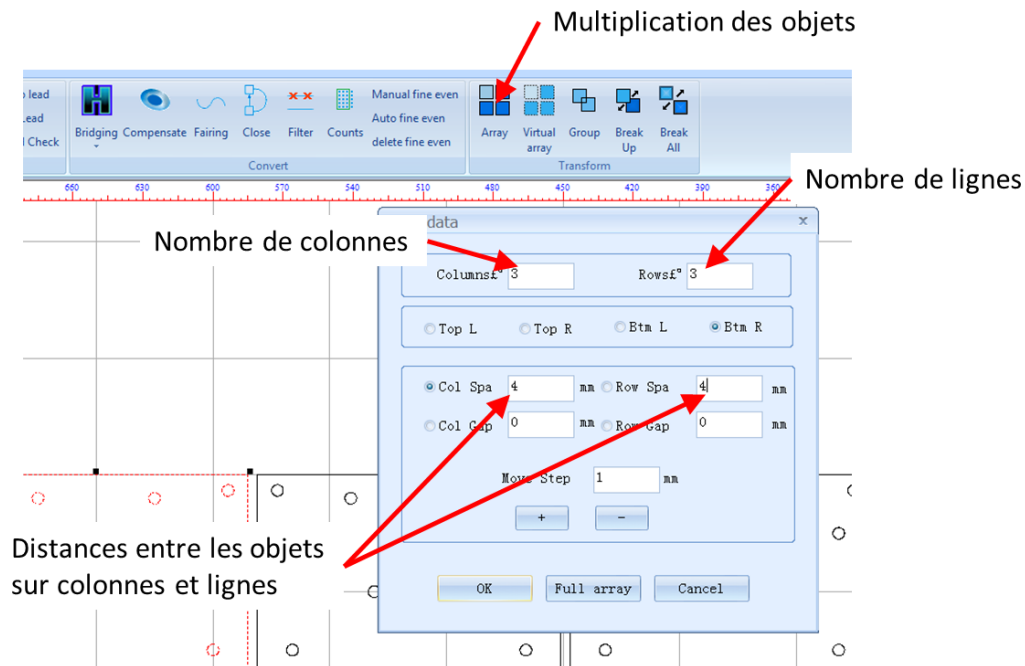 Multiplication des objets
lead
Lead
Check
Bridging Compensate Fairing Close Filter Counts
Manual fine even
Auto fine even
delete fine even
Convert
Array Virtual array Group Break Up Break All
Transform
660 630 600 570 540 510 480 450 420 390 360
Nombre de lignes
data x
Nombre de colonnes
Columns£º 3 Rows£º 3
Top L Top R Btm L Btm R
Col Spa 4 mm Row Spa 4 mm
Col Gap 0 mm Row Gap 0 mm
Move Step 1 mm
+ -
Distances entre les objets
sur colonnes et lignes
OK Full array Cancel